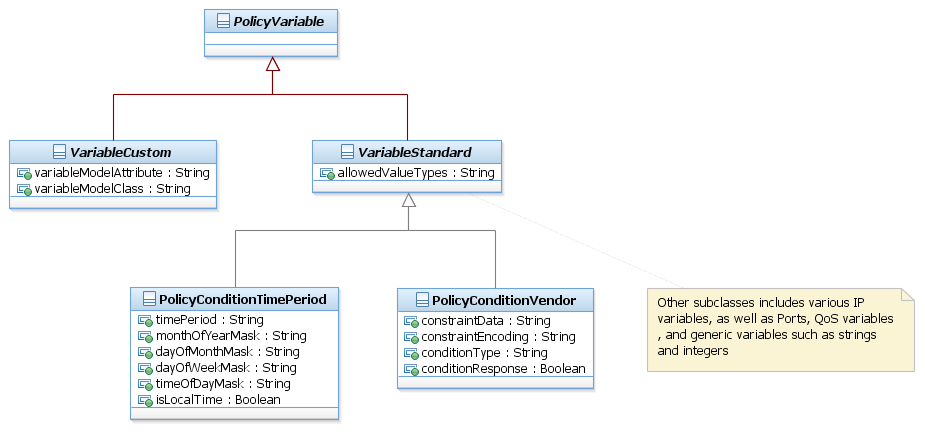 PolicyVariable
VariableCustom
variableModelAttribute : String
variableModelClass : String
VariableStandard
allowedValueTypes : String
PolicyConditionTimePeriod
timePeriod : String
monthOfYearMask : String
dayOfMonthMask : String
dayOfWeekMask : String
timeOfDayMask : String
isLocalTime : Boolean
PolicyConditionVendor
constraintData : String
constraintEncoding : String
conditionType : String
conditionResponse : Boolean
Other subclasses includes various IP
variables, as well as Ports, QoS variables
, and generic variables such as strings
and integers